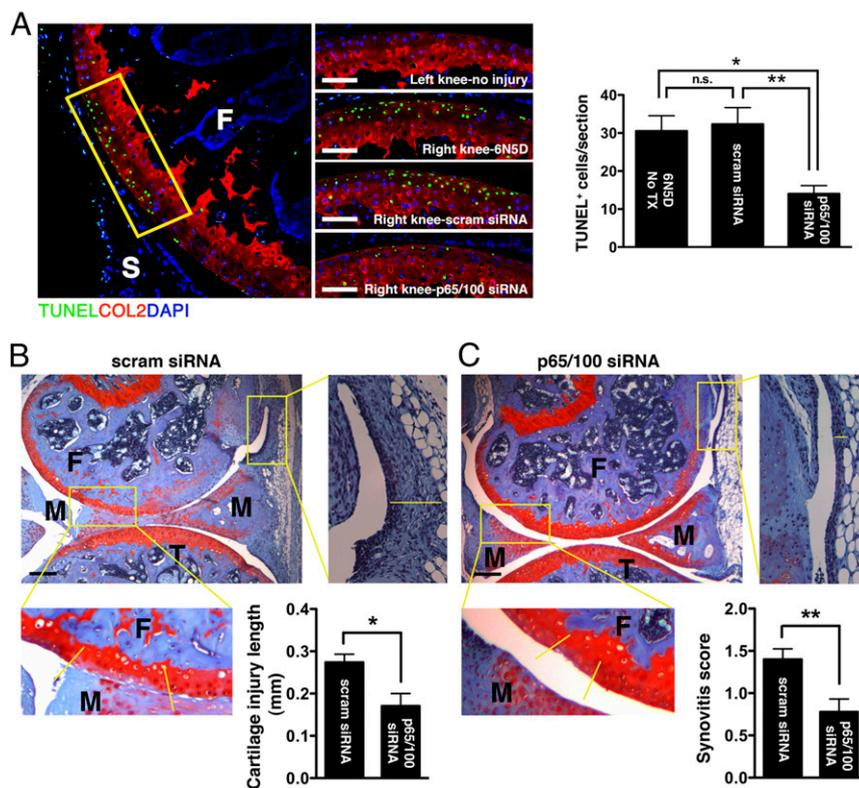 A
F
S
TUNELCOL2DAPI
Left knee-no injury
Right knee-6N5D
Right knee-scram siRNA
Right knee-p65/100 siRNA
TUNEL⁺ cells/section
40
30
20
10
0
*
n.s.
**
6N5D
No TX
scram siRNA
p65/100
siRNA
B
scram siRNA
F
M
M
T
F
M
Cartilage injury length
(mm)
0.4
0.3
0.2
0.1
0.0
*
scram siRNA
p65/100
siRNA
C
p65/100 siRNA
F
M
M
T
F
M
Synovitis score
2.0
1.5
1.0
0.5
0.0
**
scram siRNA
p65/100
siRNA